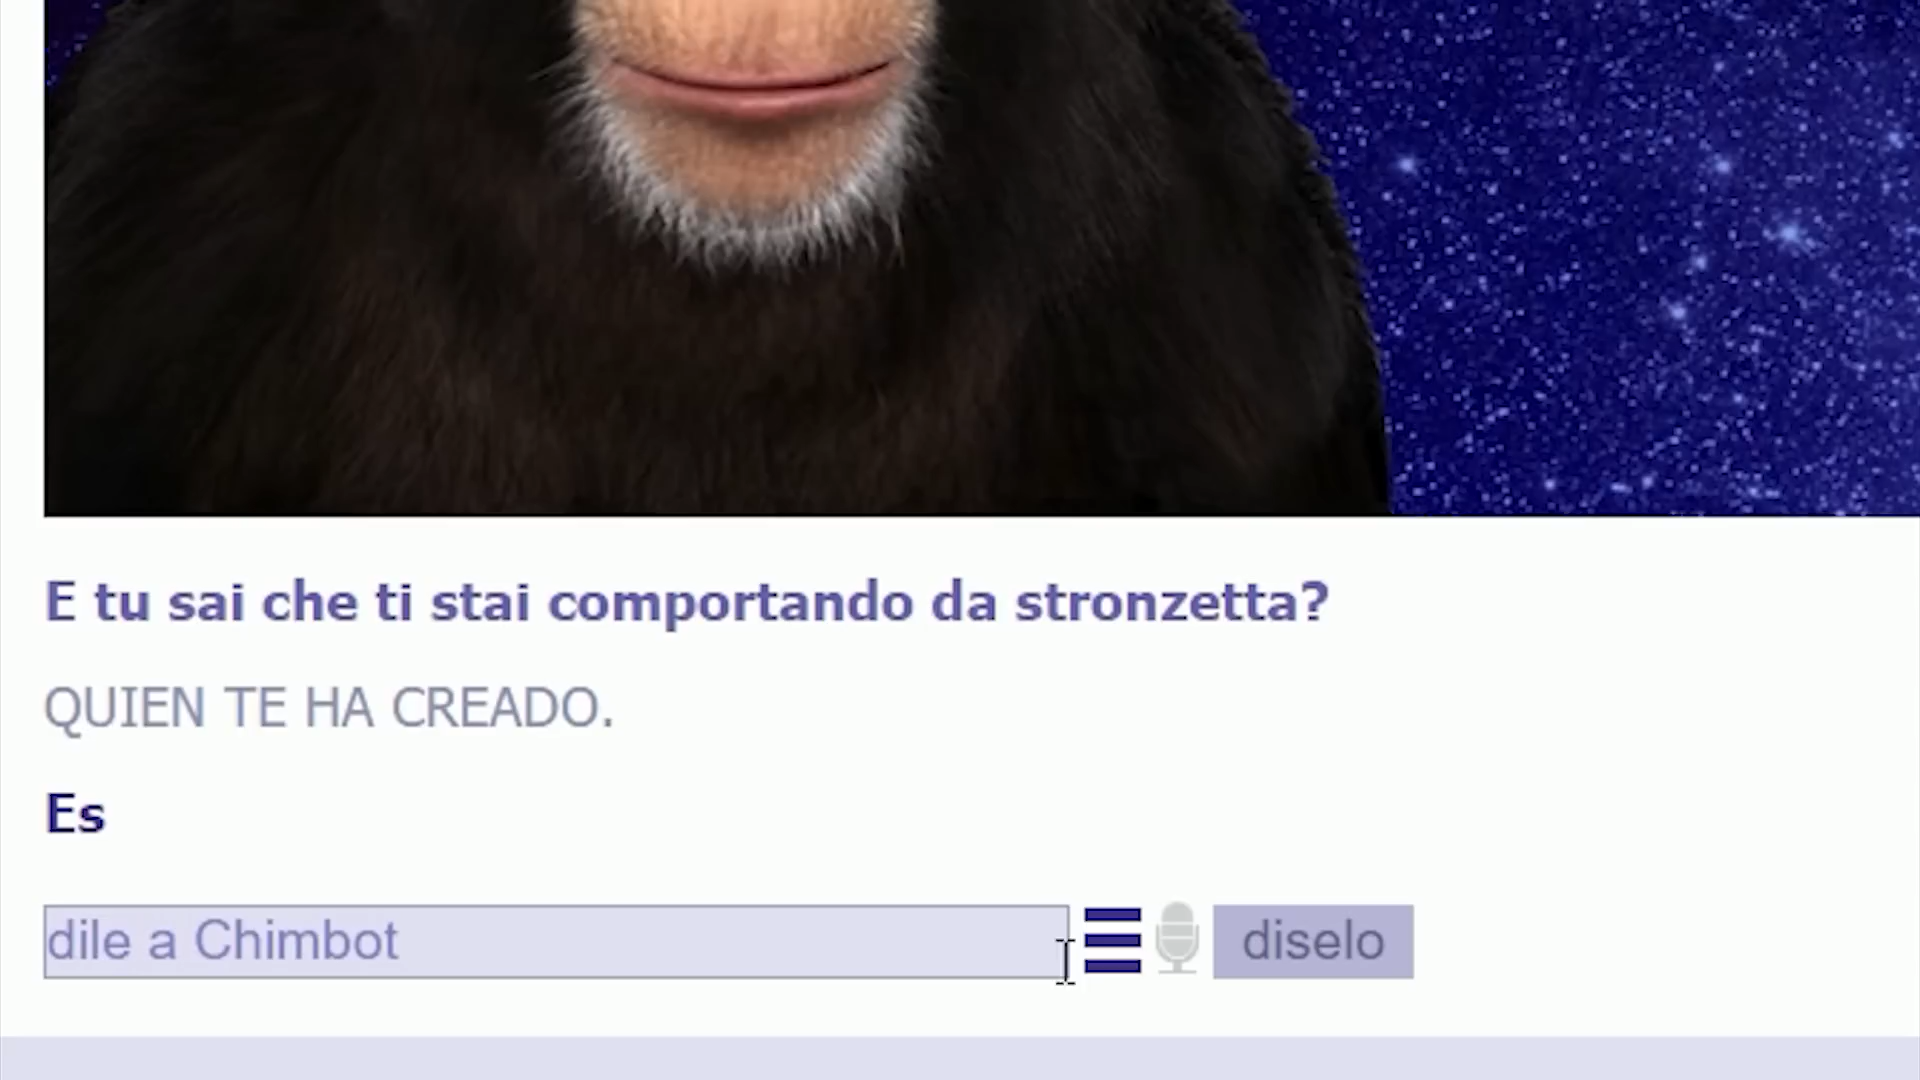 E tu sai che ti stai comportando da stronzetta?
QUIEN TE HA CREADO.
Es
dile a Chimbot
diselo